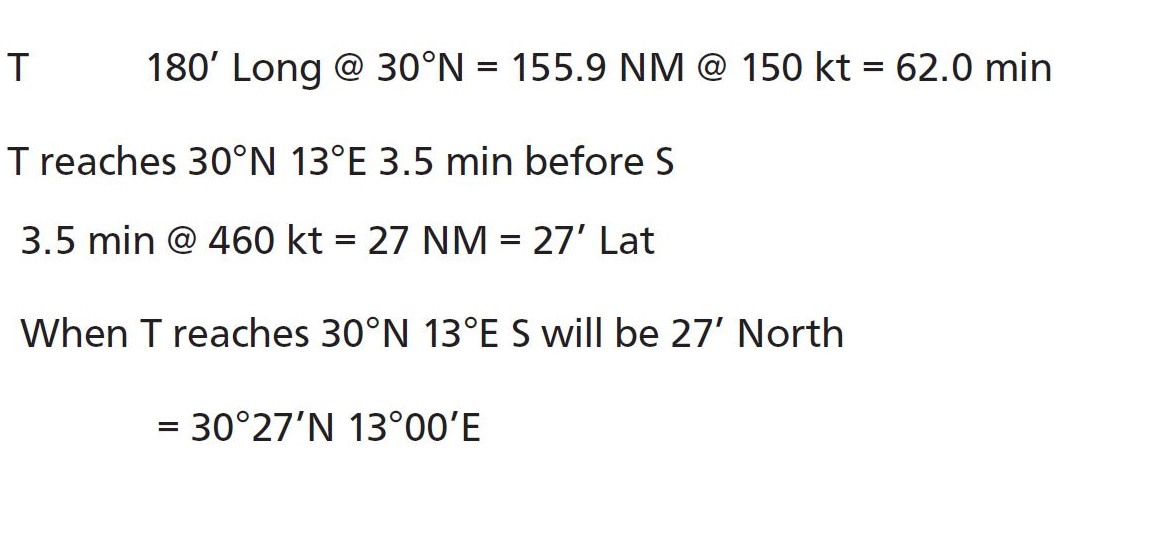 T 180′ Long @ 30°N = 155.9 NM @ 150 kt = 62.0 min
T reaches 30°N 13°E 3.5 min before S
3.5 min @ 460 kt = 27 NM = 27′ Lat
When T reaches 30°N 13°E S will be 27′ North
= 30°27′N 13°00′E